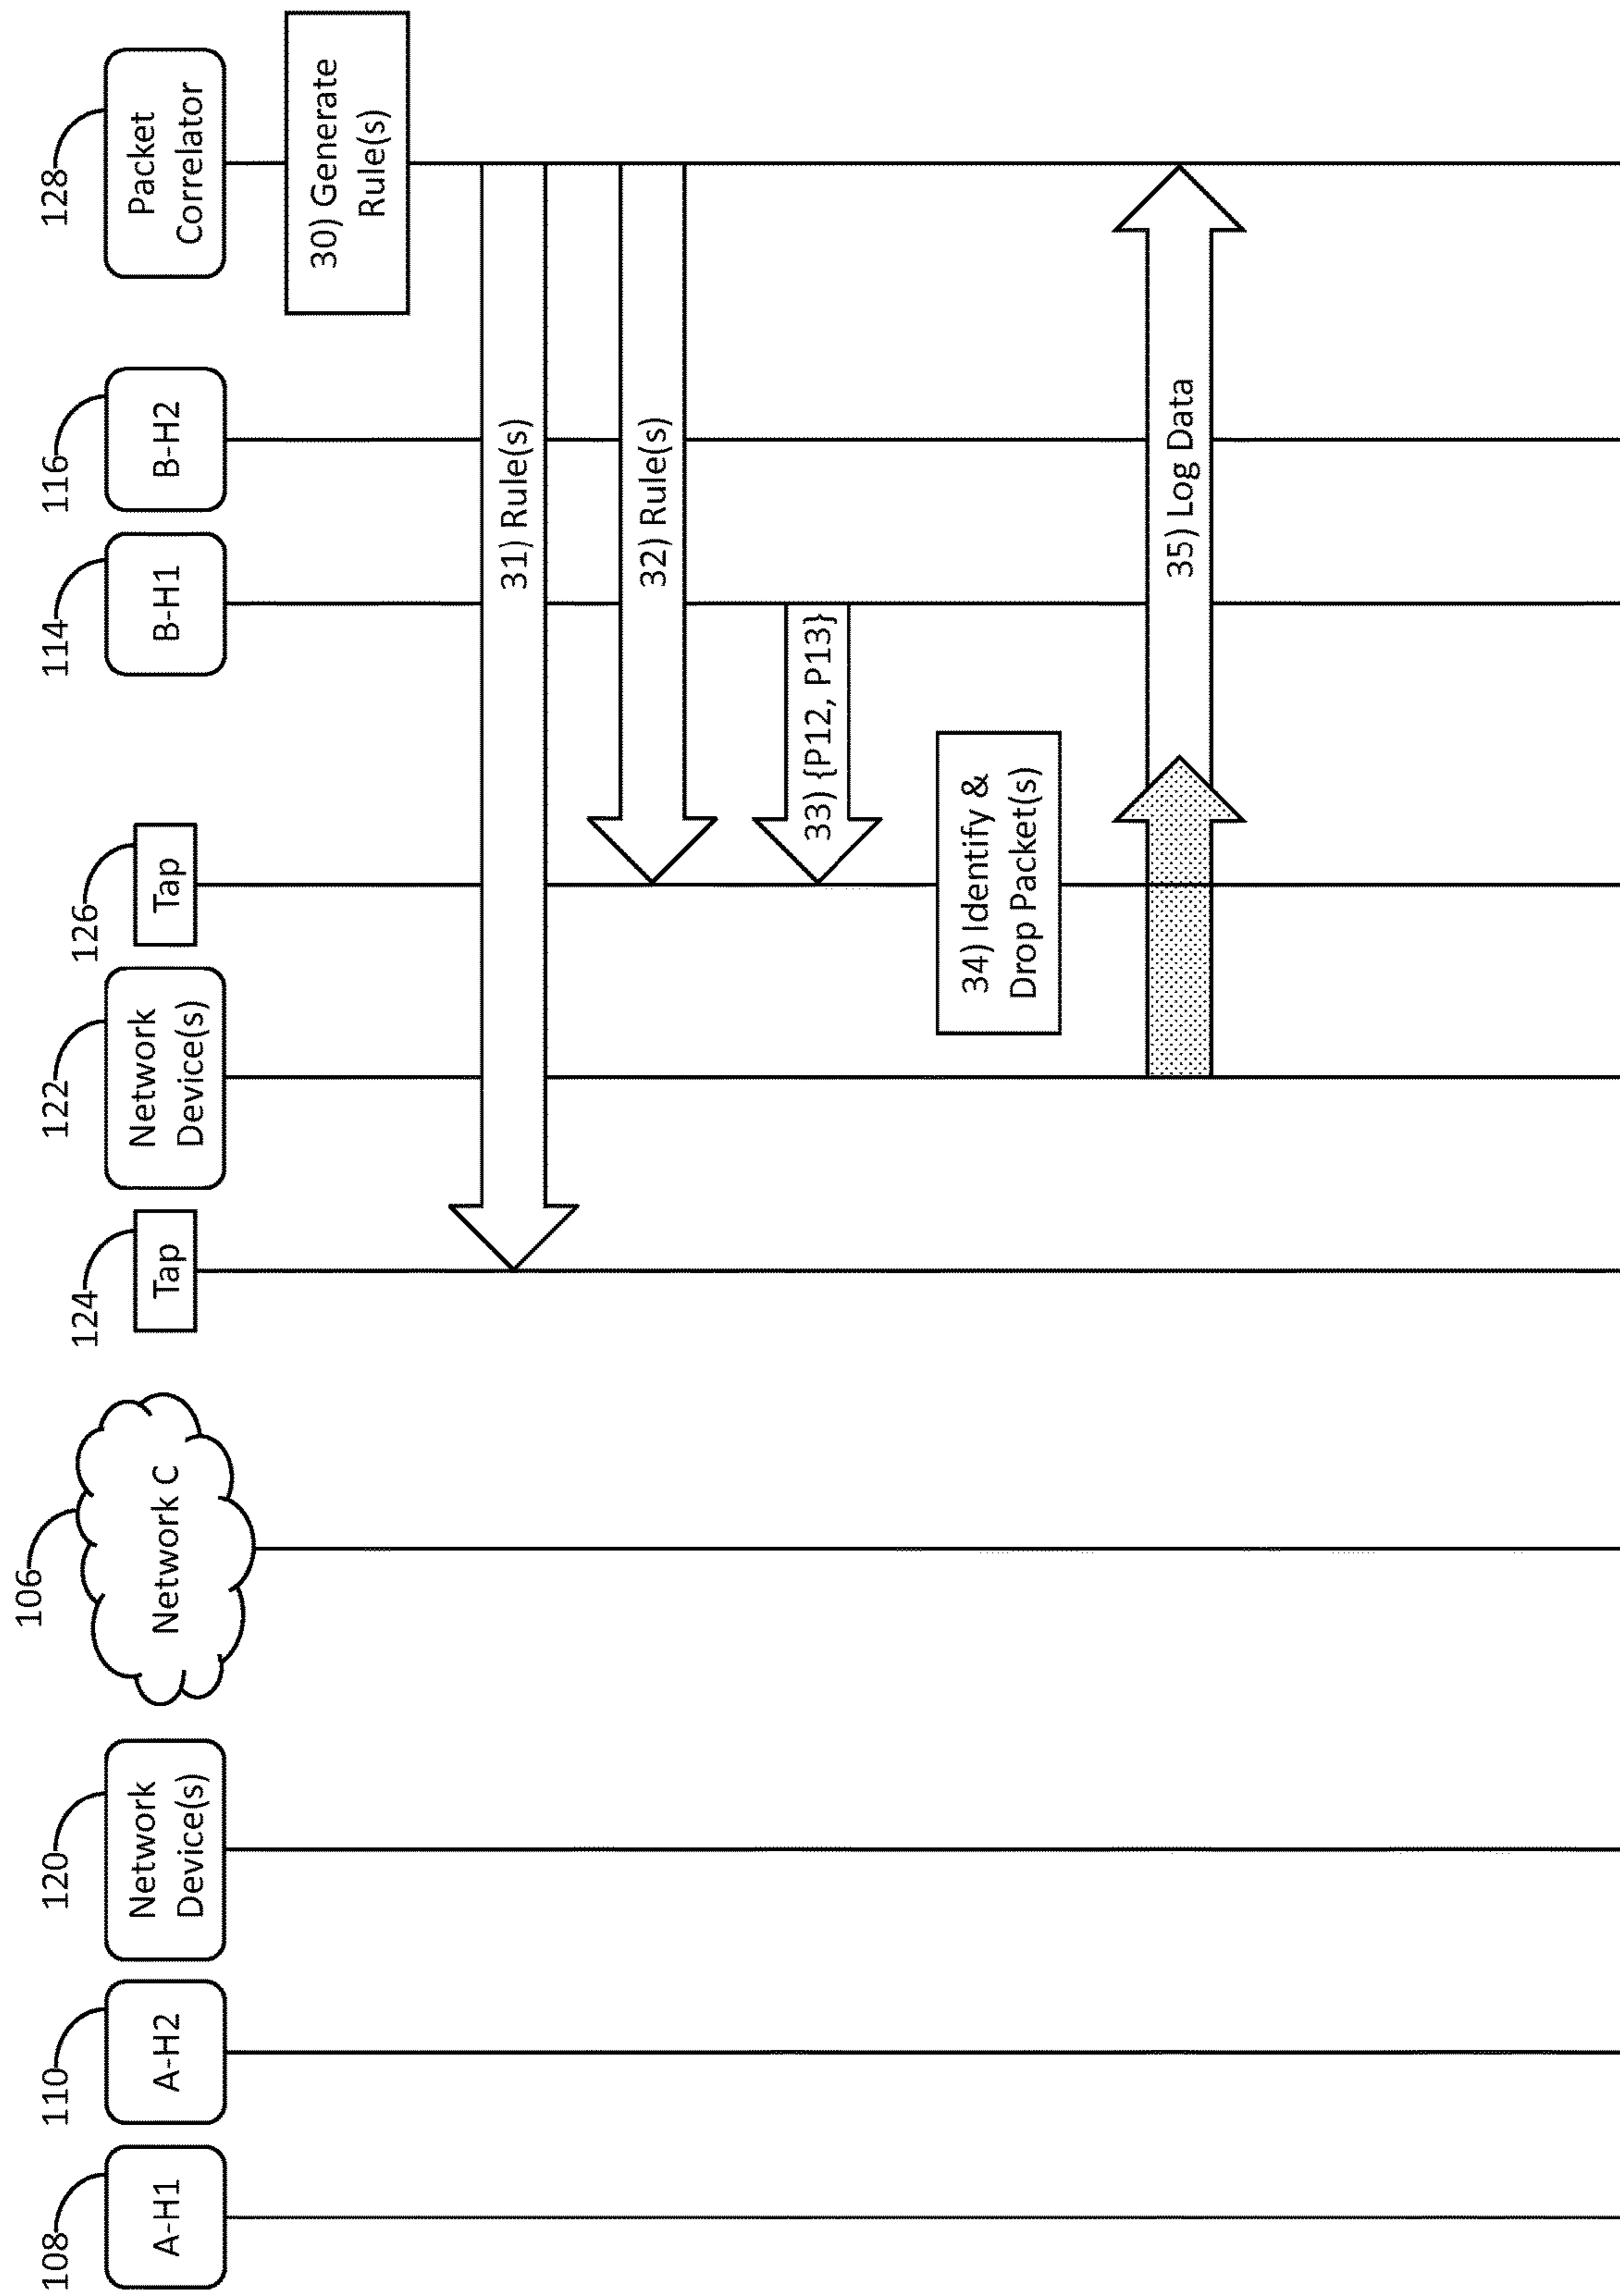 108
110
120
106
124
122
126
114
116
128
A-H1
A-H2
Network
Device(s)
Network C
Tap
Network
Device(s)
Tap
B-H1
B-H2
Packet
Correlator
30) Generate
Rule(s)
31) Rule(s)
32) Rule(s)
33) {P12, P13}
34) Identify &
Drop Packet(s)
35) Log Data